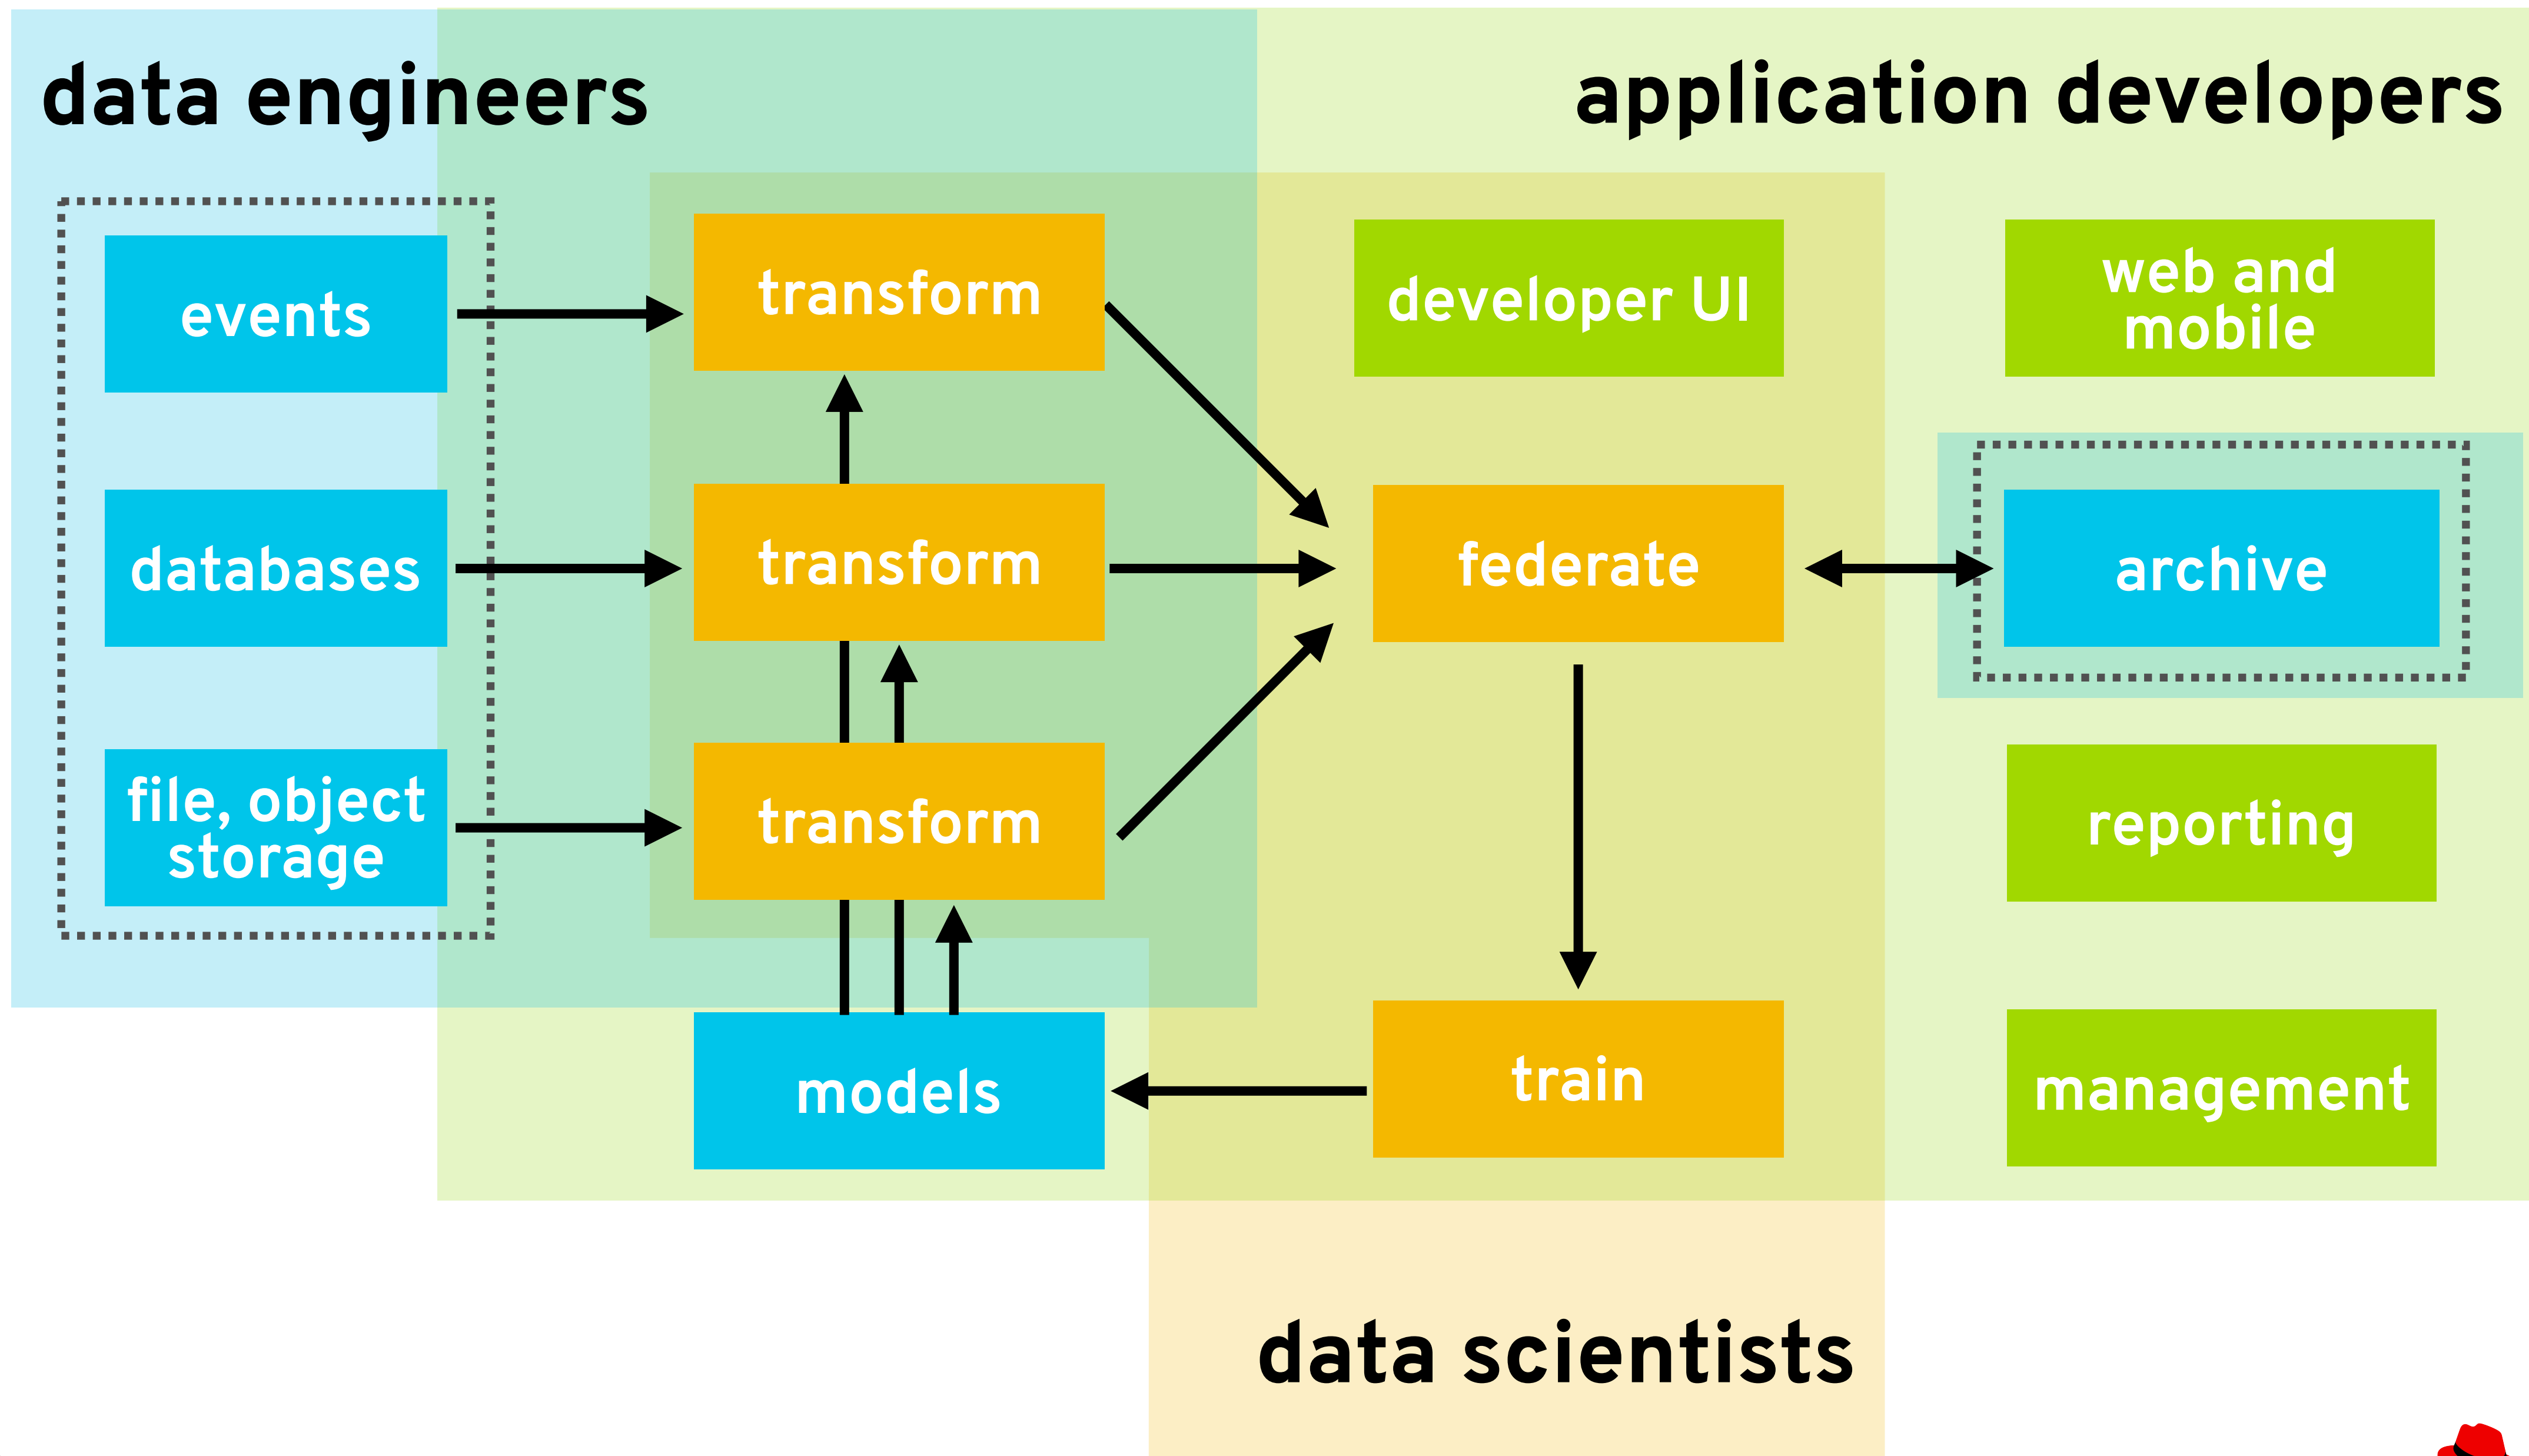 data engineers
application developers
events
transform
developer UI
web and
mobile
databases
transform
federate
archive
file, object
storage
transform
reporting
models
train
management
data scientists